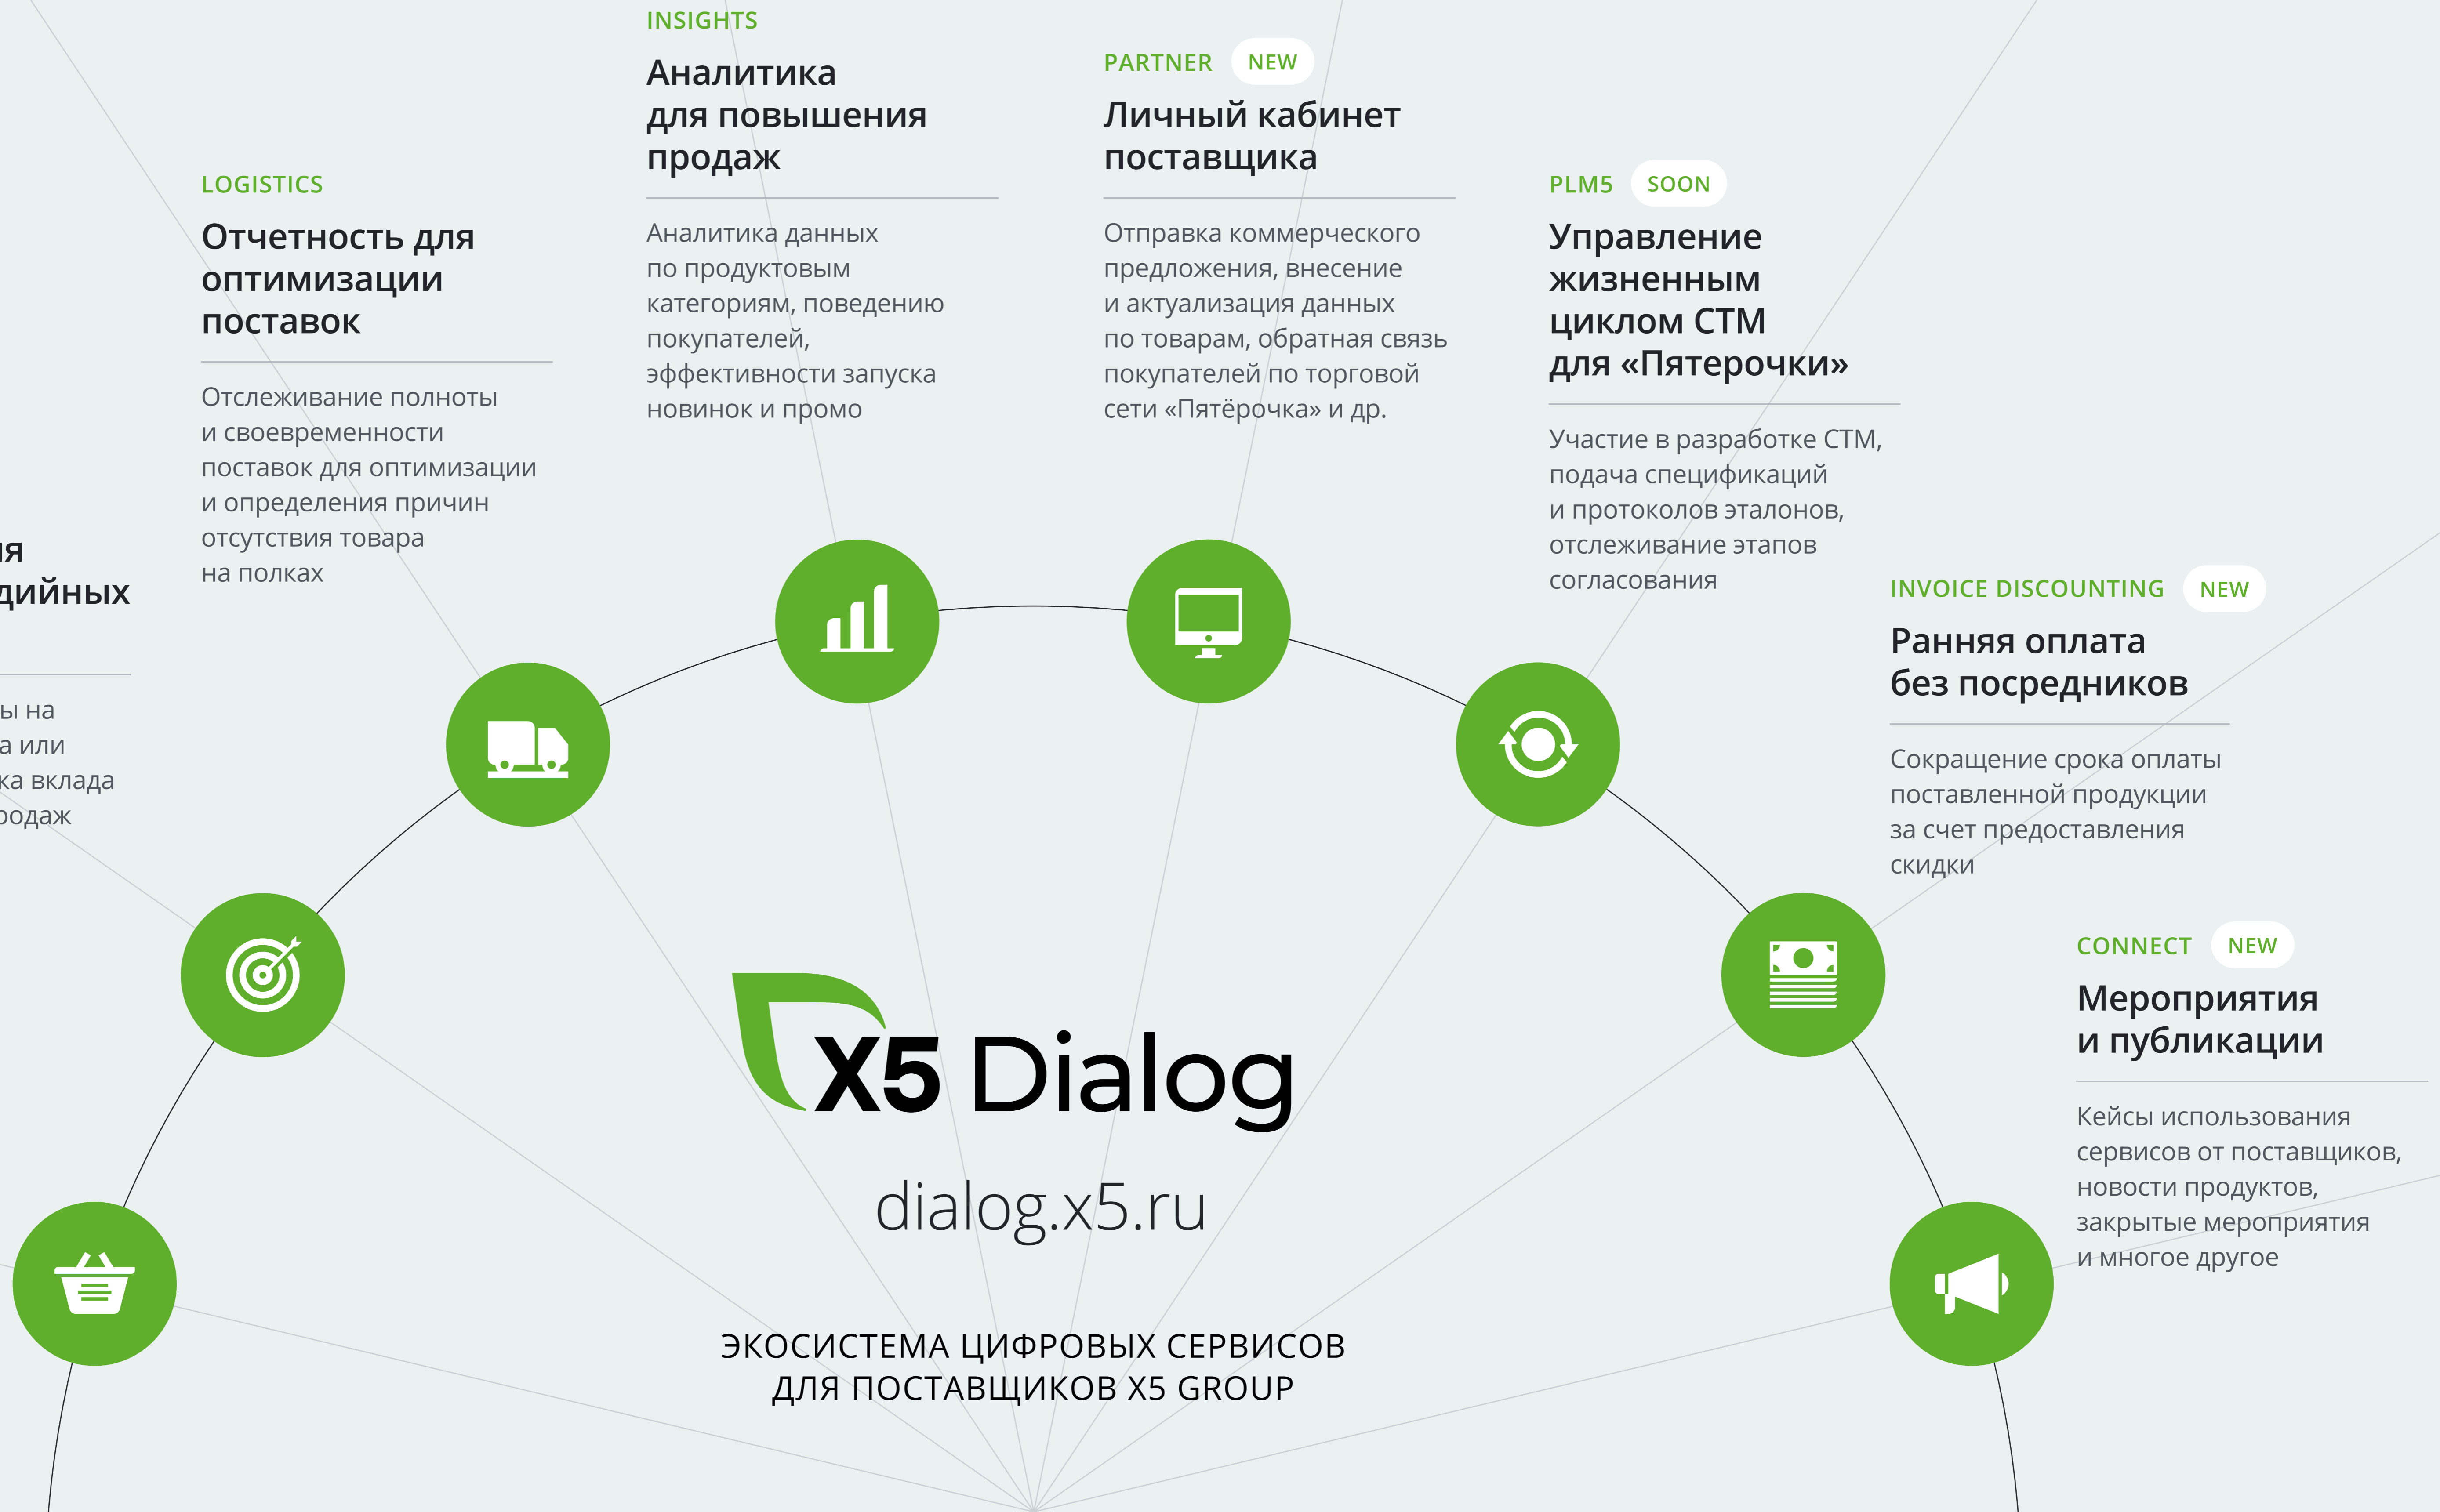 INSIGHTS
Аналитика
для повышения
продаж
Аналитика данных
по продуктовым
категориям, поведению
покупателей,
эффективности запуска
новинок и промо
PARTNER NEW
Личный кабинет
поставщика
Отправка коммерческого
предложения, внесение
и актуализация данных
по товарам, обратная связь
покупателей по торговой
сети «Пятёрочка» и др.
LOGISTICS
Отчетность для
оптимизации
поставок
Отслеживание полноты
и своевременности
поставок для оптимизации
и определения причин
отсутствия товара
на полках
PLM5 SOON
Управление
жизненным
циклом СТМ
для «Пятерочки»
Участие в разработке СТМ,
подача спецификаций
и протоколов эталонов,
отслеживание этапов
согласования
на
или
вклада
INVOICE DISCOUNTING NEW
Ранняя оплата
без посредников
Сокращение срока оплаты
поставленной продукции
за счет предоставления
скидки
CONNECT NEW
Мероприятия
и публикации
Кейсы использования
сервисов от поставщиков,
новости продуктов,
закрытые мероприятия
и многое другое
X5 Dialog
dialog.x5.ru
ЭКОСИСТЕМА ЦИФРОВЫХ СЕРВИСОВ
ДЛЯ ПОСТАВЩИКОВ X5 GROUP